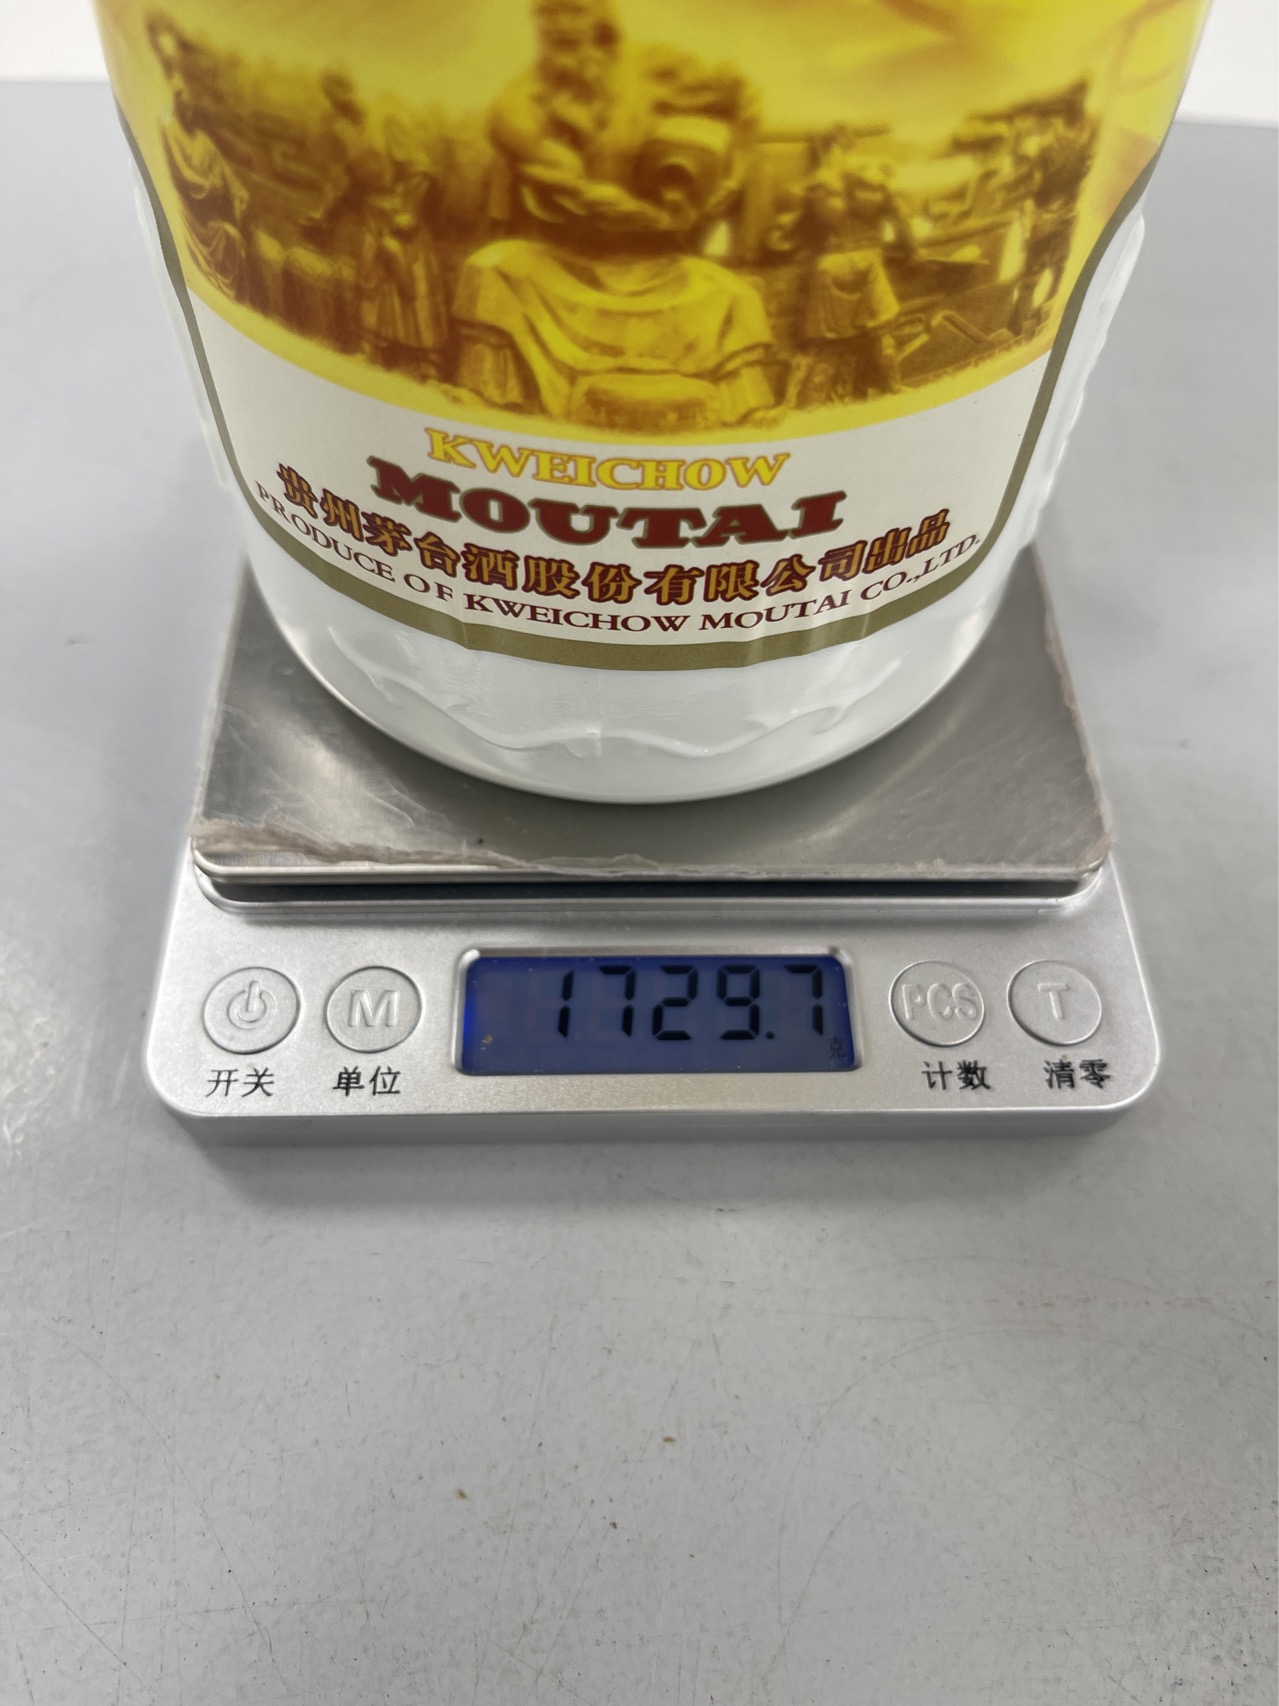 KWEICHOW
MOUTAI
贵州茅台酒股份有限公司出品
PRODUCE OF KWEICHOW MOUTAI CO.,LTD.
1729.7
克
M PCS T
开关 单位 计数 清零